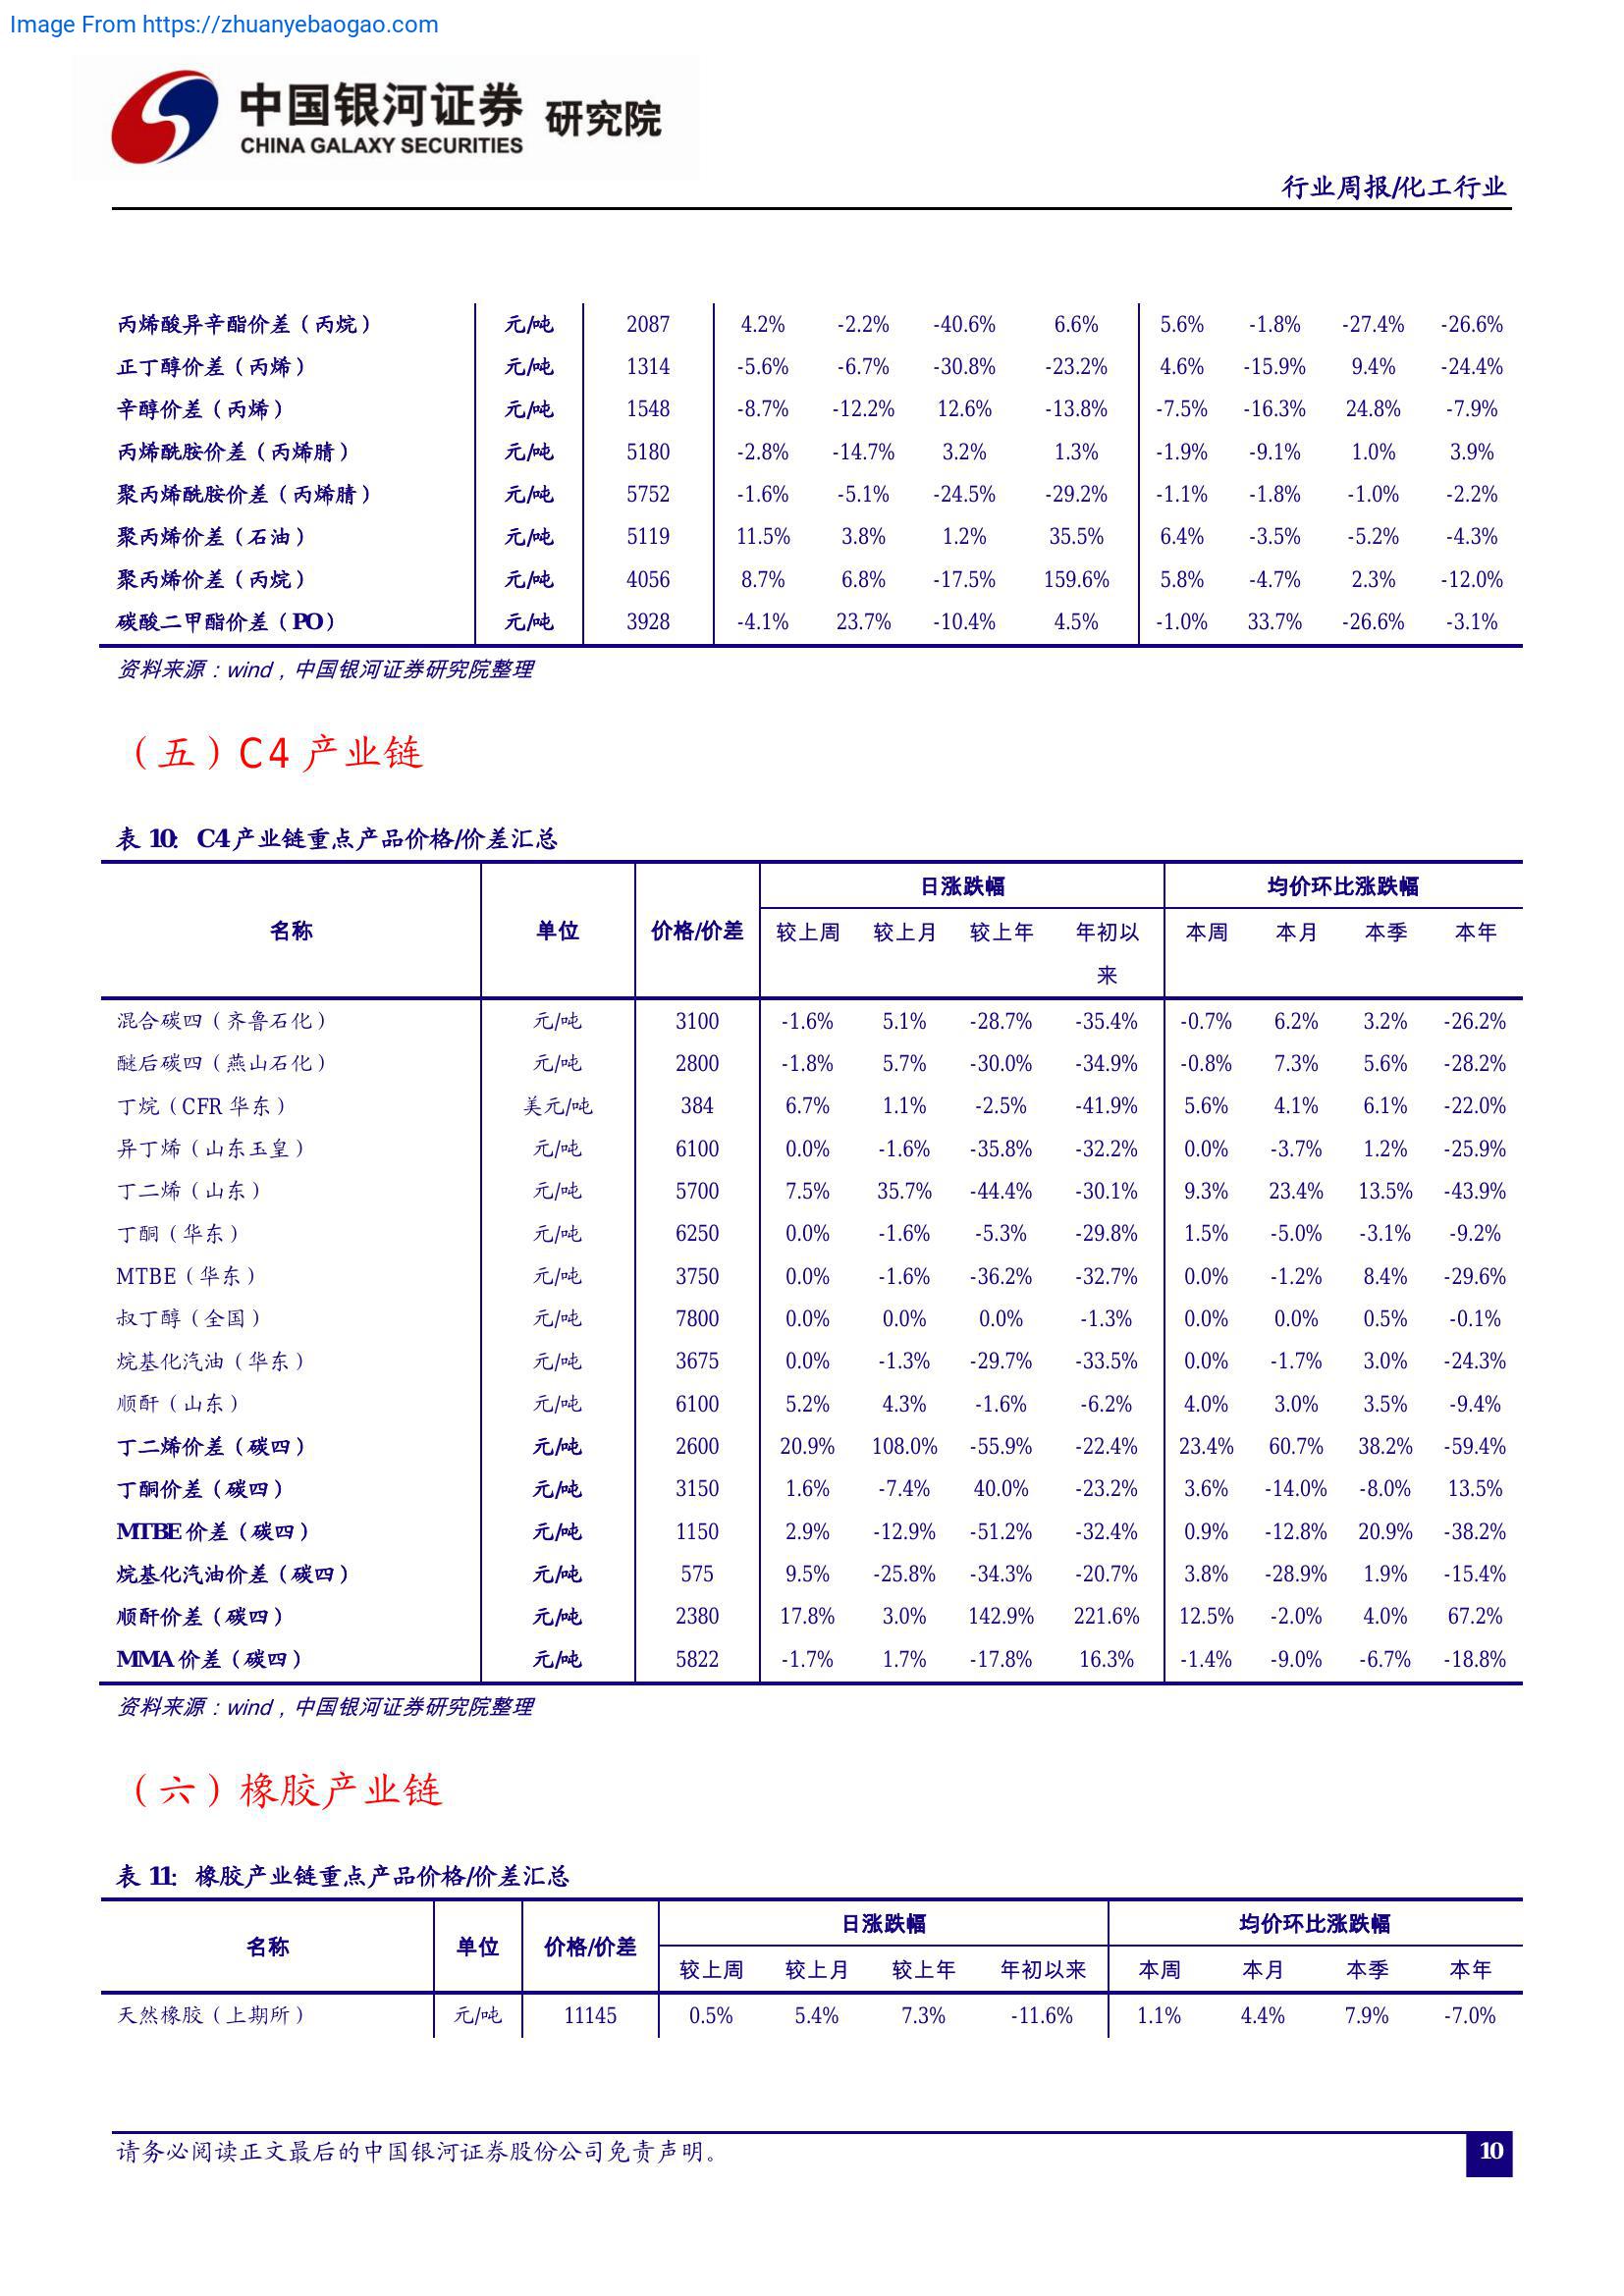 Image From https://zhuanyebaogao.com
中国银河证券 研究院
CHINA GALAXY SECURITIES
行业周报/化工行业
丙烯酸异辛酯价差（丙烷） 元/吨 2087 4.2% -2.2% -40.6% 6.6% 5.6% -1.8% -27.4% -26.6%
正丁醇价差（丙烯） 元/吨 1314 -5.6% -6.7% -30.8% -23.2% 4.6% -15.9% 9.4% -24.4%
辛醇价差（丙烯） 元/吨 1548 -8.7% -12.2% 12.6% -13.8% -7.5% -16.3% 24.8% -7.9%
丙烯酰胺价差（丙烯腈） 元/吨 5180 -2.8% -14.7% 3.2% 1.3% -1.9% -9.1% 1.0% 3.9%
聚丙烯酰胺价差（丙烯腈） 元/吨 5752 -1.6% -5.1% -24.5% -29.2% -1.1% -1.8% -1.0% -2.2%
聚丙烯价差（石油） 元/吨 5119 11.5% 3.8% 1.2% 35.5% 6.4% -3.5% -5.2% -4.3%
聚丙烯价差（丙烷） 元/吨 4056 8.7% 6.8% -17.5% 159.6% 5.8% -4.7% 2.3% -12.0%
碳酸二甲酯价差（PO） 元/吨 3928 -4.1% 23.7% -10.4% 4.5% -1.0% 33.7% -26.6% -3.1%
资料来源：wind，中国银河证券研究院整理
（五）C4 产业链
表 10: C4 产业链重点产品价格/价差汇总
日涨跌幅 均价环比涨跌幅
名称 单位 价格/价差 较上周 较上月 较上年 年初以 本周 本月 本季 本年
来
混合碳四（齐鲁石化） 元/吨 3100 -1.6% 5.1% -28.7% -35.4% -0.7% 6.2% 3.2% -26.2%
醚后碳四（燕山石化） 元/吨 2800 -1.8% 5.7% -30.0% -34.9% -0.8% 7.3% 5.6% -28.2%
丁烷（CFR 华东） 美元/吨 384 6.7% 1.1% -2.5% -41.9% 5.6% 4.1% 6.1% -22.0%
异丁烯（山东玉皇） 元/吨 6100 0.0% -1.6% -35.8% -32.2% 0.0% -3.7% 1.2% -25.9%
丁二烯（山东） 元/吨 5700 7.5% 35.7% -44.4% -30.1% 9.3% 23.4% 13.5% -43.9%
丁酮（华东） 元/吨 6250 0.0% -1.6% -5.3% -29.8% 1.5% -5.0% -3.1% -9.2%
MTBE（华东） 元/吨 3750 0.0% -1.6% -36.2% -32.7% 0.0% -1.2% 8.4% -29.6%
叔丁醇（全国） 元/吨 7800 0.0% 0.0% 0.0% -1.3% 0.0% 0.0% 0.5% -0.1%
烷基化汽油（华东） 元/吨 3675 0.0% -1.3% -29.7% -33.5% 0.0% -1.7% 3.0% -24.3%
顺酐（山东） 元/吨 6100 5.2% 4.3% -1.6% -6.2% 4.0% 3.0% 3.5% -9.4%
丁二烯价差（碳四） 元/吨 2600 20.9% 108.0% -55.9% -22.4% 23.4% 60.7% 38.2% -59.4%
丁酮价差（碳四） 元/吨 3150 1.6% -7.4% 40.0% -23.2% 3.6% -14.0% -8.0% 13.5%
MTBE 价差（碳四） 元/吨 1150 2.9% -12.9% -51.2% -32.4% 0.9% -12.8% 20.9% -38.2%
烷基化汽油价差（碳四） 元/吨 575 9.5% -25.8% -34.3% -20.7% 3.8% -28.9% 1.9% -15.4%
顺酐价差（碳四） 元/吨 2380 17.8% 3.0% 142.9% 221.6% 12.5% -2.0% 4.0% 67.2%
MMA 价差（碳四） 元/吨 5822 -1.7% 1.7% -17.8% 16.3% -1.4% -9.0% -6.7% -18.8%
资料来源：wind，中国银河证券研究院整理
（六）橡胶产业链
表 11: 橡胶产业链重点产品价格/价差汇总
日涨跌幅 均价环比涨跌幅
名称 单位 价格/价差 较上周 较上月 较上年 年初以来 本周 本月 本季 本年
天然橡胶（上期所） 元/吨 11145 0.5% 5.4% 7.3% -11.6% 1.1% 4.4% 7.9% -7.0%
请务必阅读正文最后的中国银河证券股份公司免责声明。 10